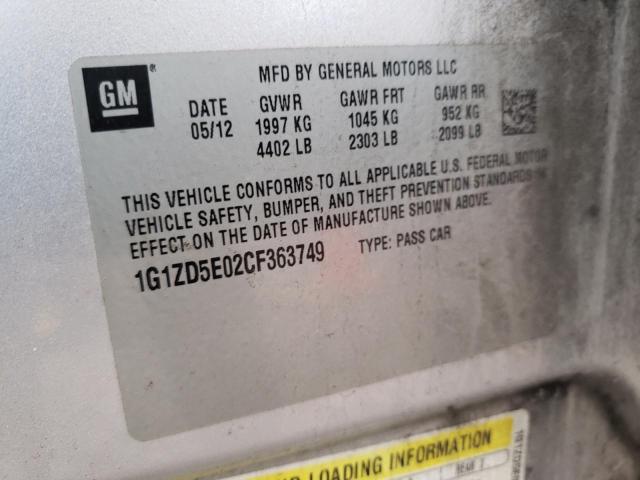 GM
MFD BY GENERAL MOTORS LLC
DATE GVWR GAWR FRT GAWR RR
05/12 1997 KG 1045 KG 952 KG
4402 LB 2303 LB 2099 LB
THIS VEHICLE CONFORMS TO ALL APPLICABLE U.S. FEDERAL MOTOR
VEHICLE SAFETY, BUMPER, AND THEFT PREVENTION STANDARDS IN
EFFECT ON THE DATE OF MANUFACTURE SHOWN ABOVE.
1G1ZD5E02CF363749 TYPE: PASS CAR
LOADING INFORMATION
REAR